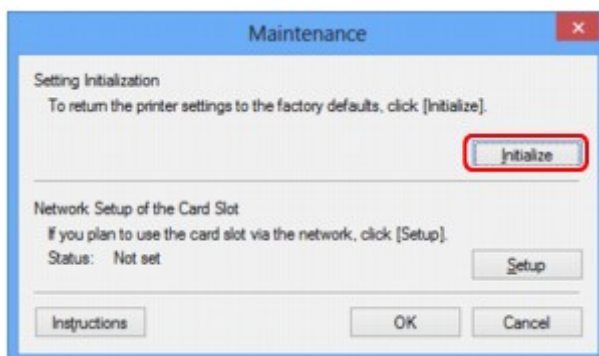 Maintenance
Setting Initialization
To return the printer settings to the factory defaults, click [Initialize].
Initialize
Network Setup of the Card Slot
If you plan to use the card slot via the network, click [Setup].
Status: Not set
Setup
Instructions OK Cancel